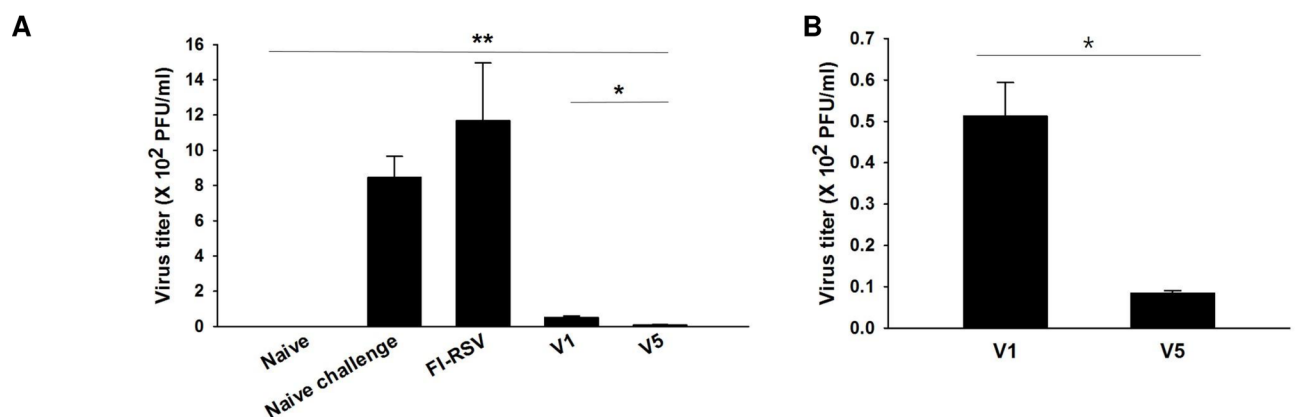 A
Virus titer (X 10² PFU/ml)
16
14
12
10
8
6
4
2
0
**
*
Naive
Naive challenge
FI-RSV
V1
V5
B
Virus titer (X 10² PFU/ml)
0.7
0.6
0.5
0.4
0.3
0.2
0.1
0.0
*
V1
V5